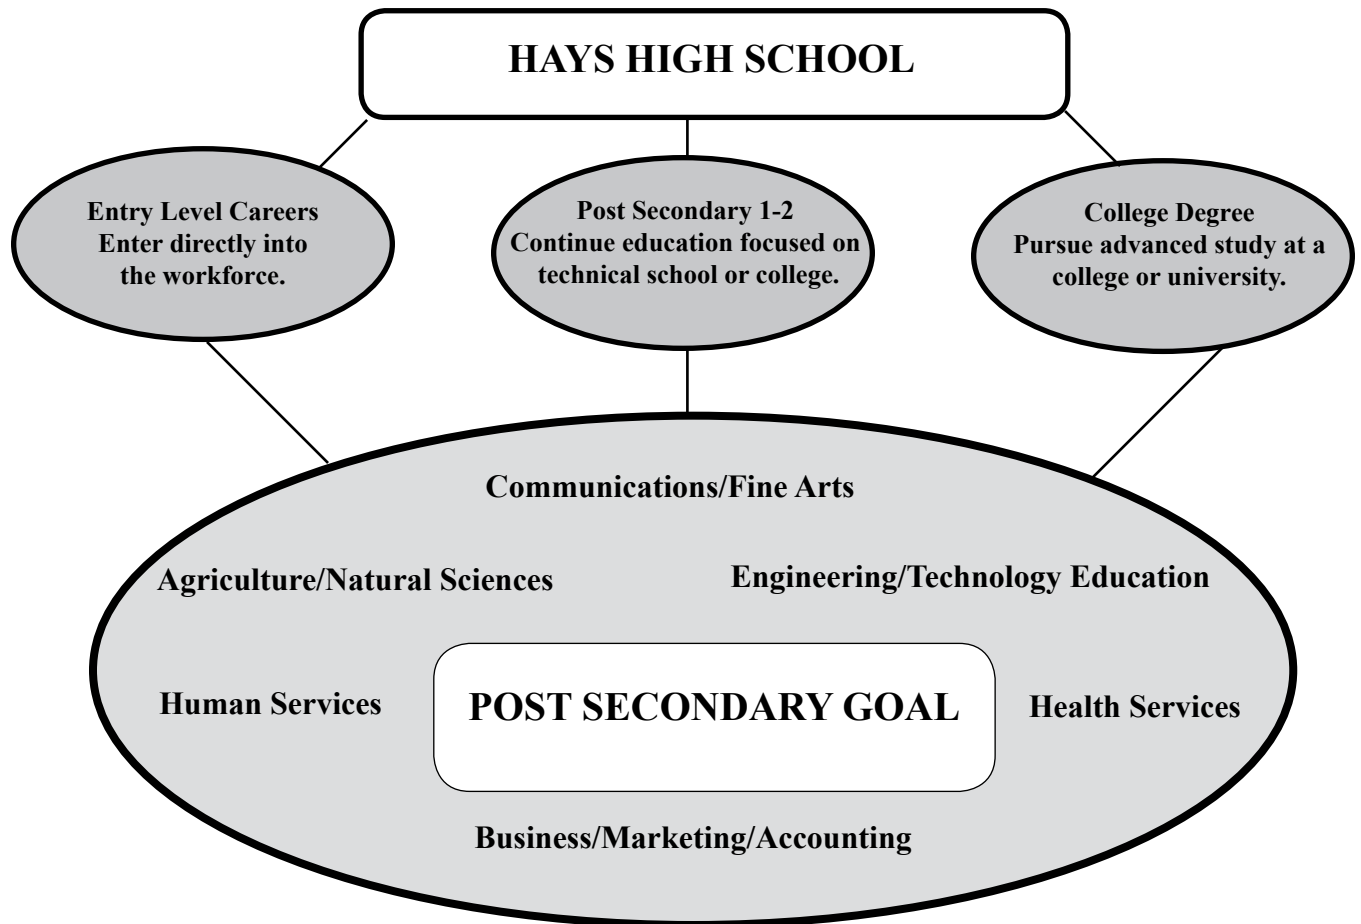 HAYS HIGH SCHOOL
Entry Level Careers
Enter directly into
the workforce.
Post Secondary 1-2
Continue education focused on
technical school or college.
College Degree
Pursue advanced study at a
college or university.
Communications/Fine Arts
Agriculture/Natural Sciences
Engineering/Technology Education
Human Services
POST SECONDARY GOAL
Health Services
Business/Marketing/Accounting